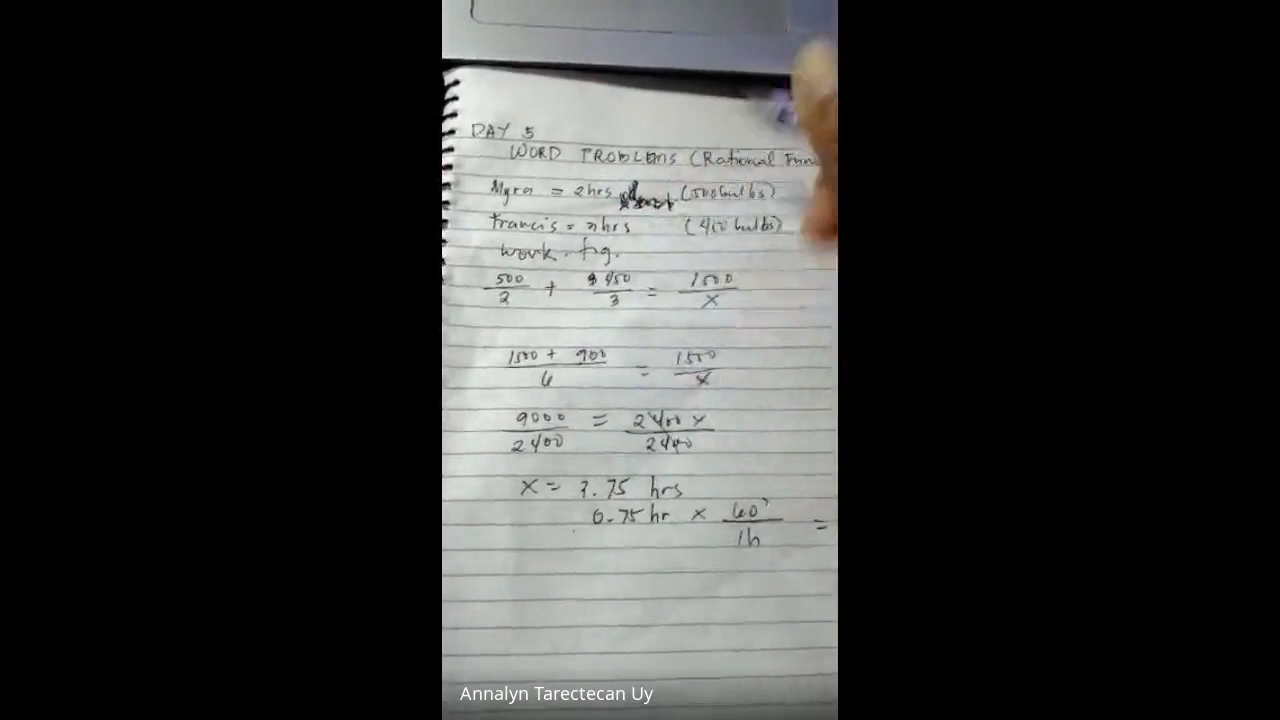 DAY 5
WORD PROBLEMS (Rational Fun
Myra = 2hrs (500 bulbs)
Francis = 3hrs (450 bulbs)
work. fig.
500/2 + 450/3 = 1500/x
1500 + 900/6 = 1500/x
9000/2400 = 2400x/2400
x = 3.75 hrs
0.75 hr x 60'/1h =
Annalyn Tarectecan Uy